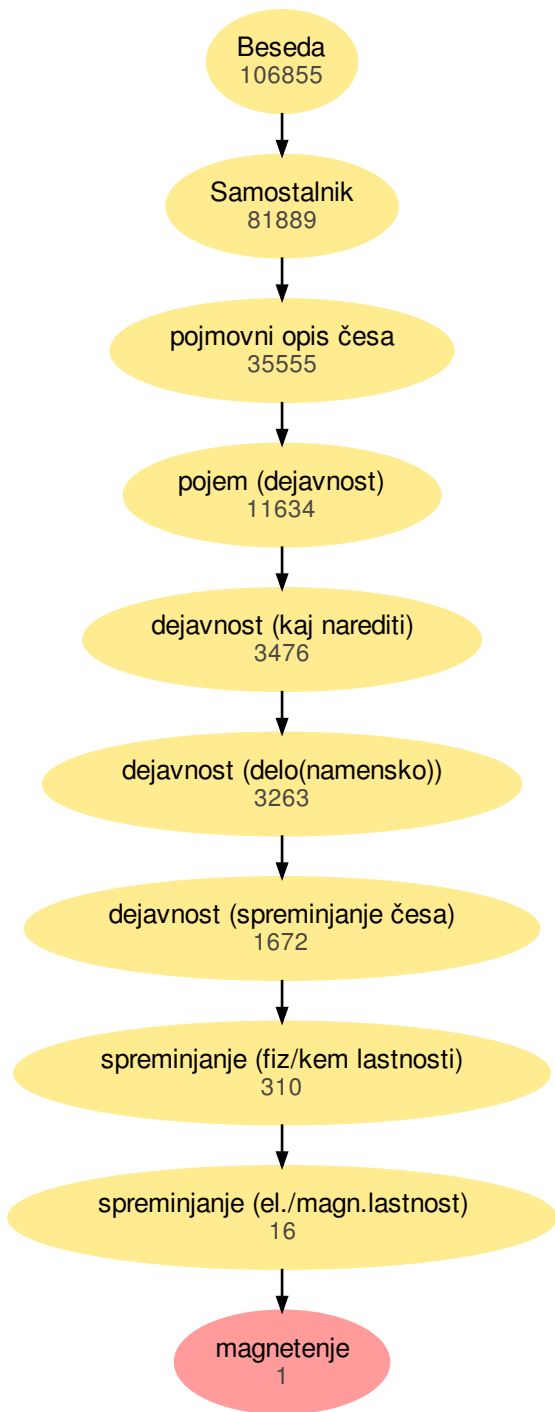 Beseda
106855
Samostalnik
81889
pojmovni opis česa
35555
pojem (dejavnost)
11634
dejavnost (kaj narediti)
3476
dejavnost (delo(namensko))
3263
dejavnost (spreminjanje česa)
1672
spreminjanje (fiz/kem lastnosti)
310
spreminjanje (el./magn.lastnost)
16
magnetenje
1